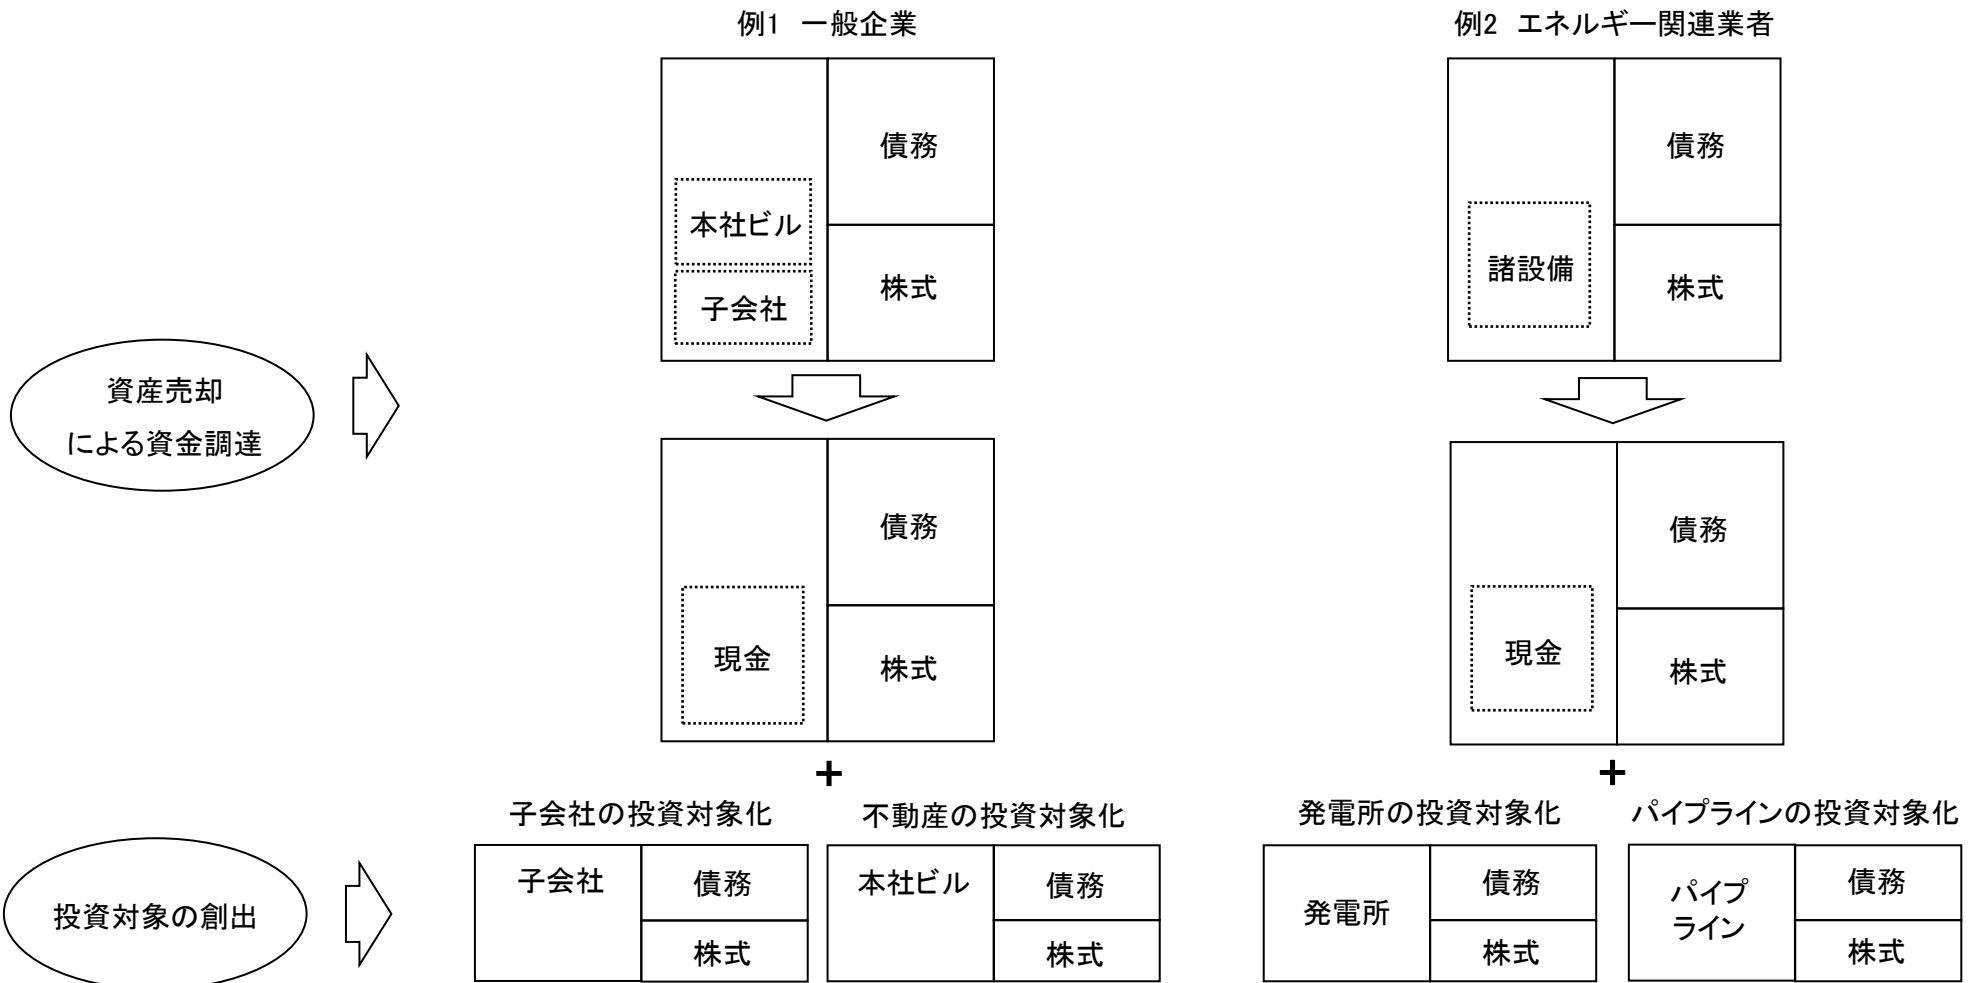 例1 一般企業
例2 エネルギー関連業者
債務
本社ビル
子会社
株式
債務
諸設備
株式
資産売却
による資金調達
債務
現金
株式
債務
現金
株式
+
+
子会社の投資対象化
不動産の投資対象化
発電所の投資対象化
パイプラインの投資対象化
投資対象の創出
子会社
債務
株式
本社ビル
債務
株式
発電所
債務
株式
パイプ
ライン
債務
株式